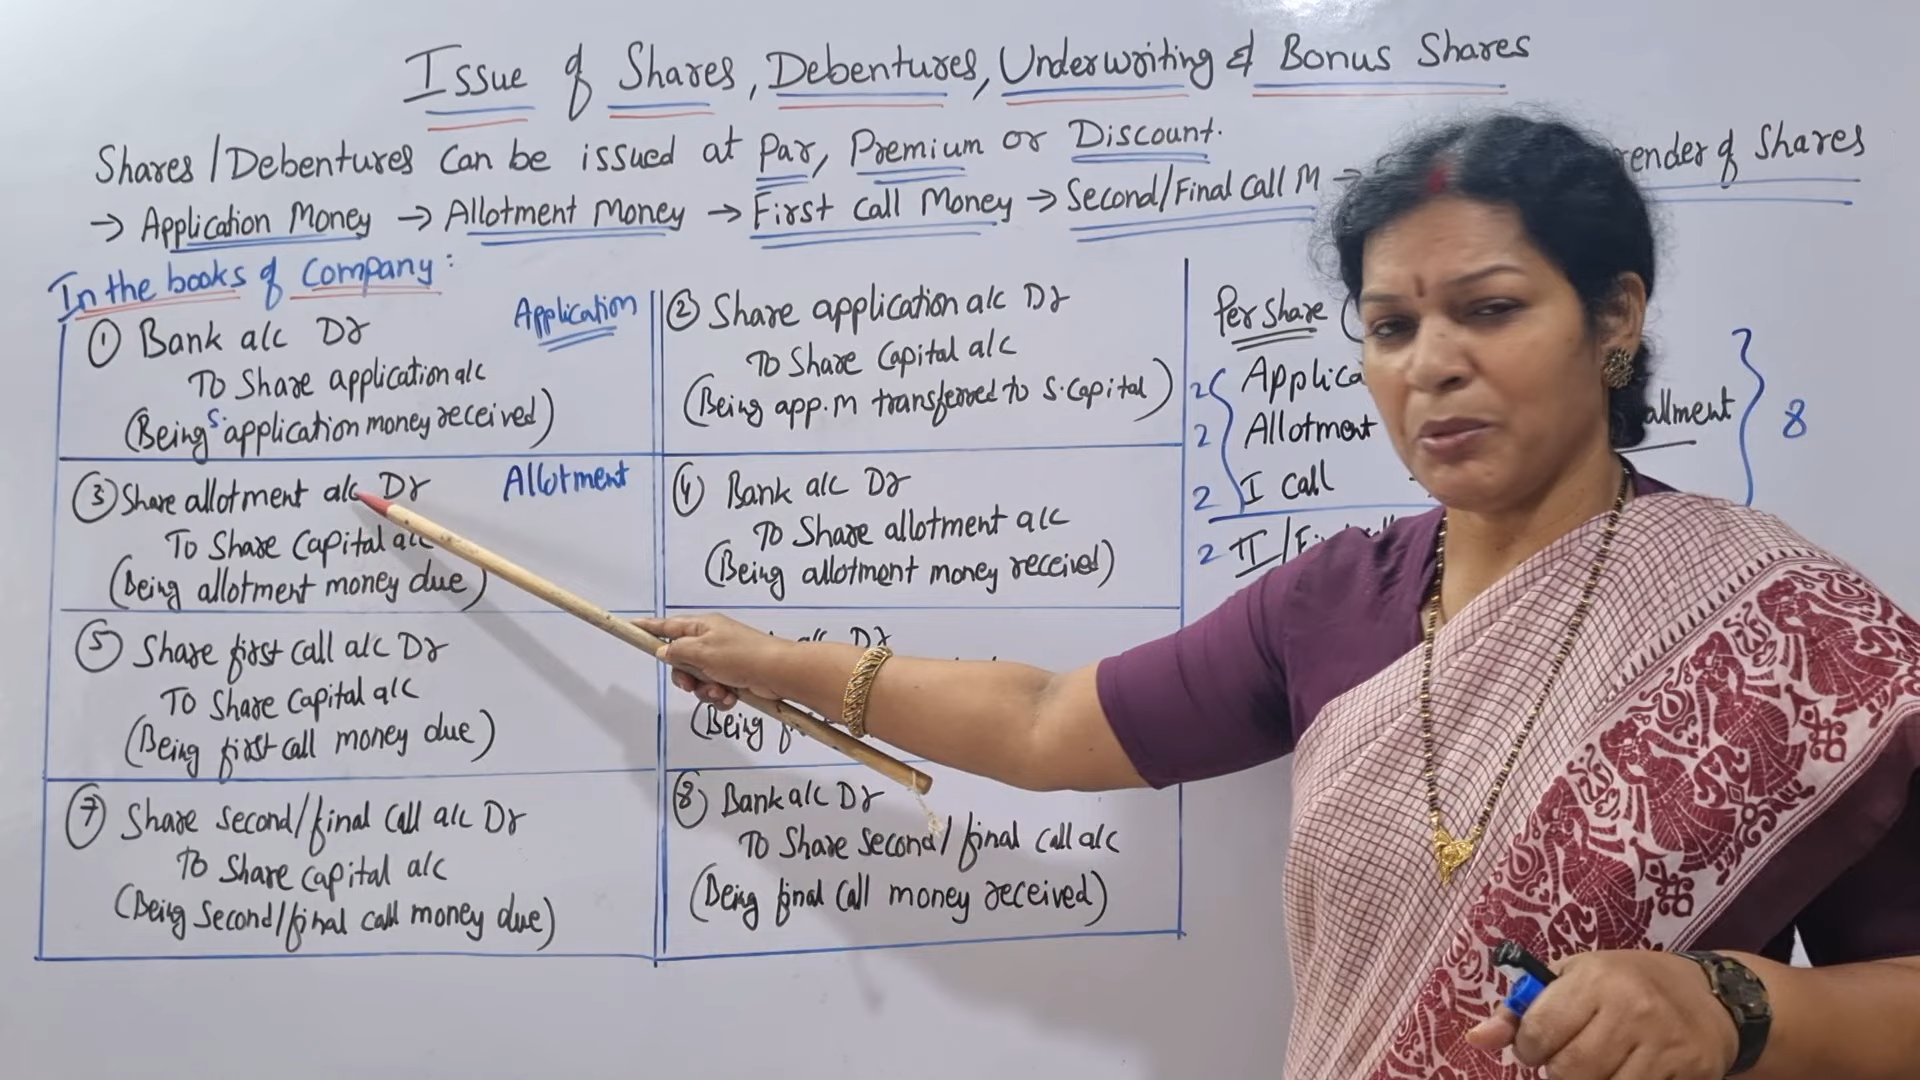 Issue of Shares, Debentures, Underwriting & Bonus Shares
Shares/Debentures Can be issued at Par, Premium or Discount.
→ Application Money → Allotment Money → First Call Money → Second/Final Call M → render of Shares
In the books of Company:
Application
① Bank a/c Dr
To Share application a/c
(Being S. application money received)
② Share application a/c Dr
To Share Capital a/c
(Being app. M transferred to S. Capital)
Allotment
③ Share allotment a/c Dr
To Share Capital a/c
(Being allotment money due)
④ Bank a/c Dr
To Share allotment a/c
(Being allotment money received)
⑤ Share first call a/c Dr
To Share Capital a/c
(Being first call money due)
a/c Dr
(Being
⑦ Share Second/final Call a/c Dr
To Share Capital a/c
(Being Second/final call money due)
⑧ Bank a/c Dr
To Share Second/final call a/c
(Being final Call money received)
Per Share (
2 Applica
2 Allotment allment 8
2 I Call
2 II/Fi